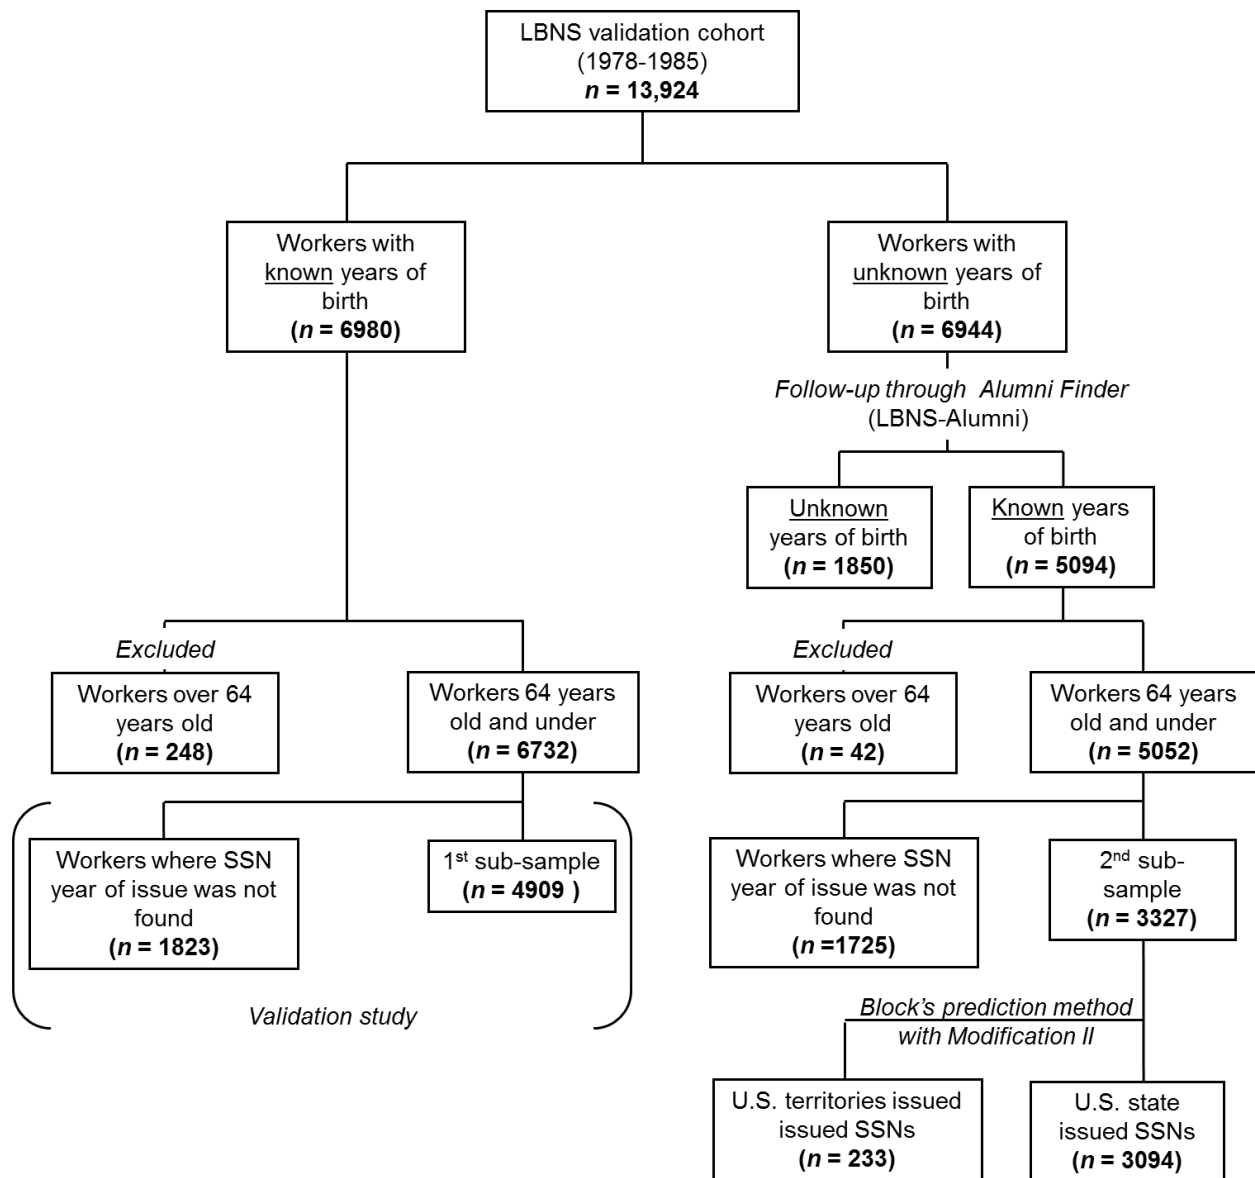 LBNS validation cohort
(1978-1985)
n = 13,924
Workers with
known years of
birth
(n = 6980)
Workers with
unknown years of
birth
(n = 6944)
Follow-up through Alumni Finder
(LBNS-Alumni)
Unknown
years of birth
(n = 1850)
Known years
of birth
(n = 5094)
Excluded
Workers over 64
years old
(n = 248)
Workers 64 years
old and under
(n = 6732)
Excluded
Workers over 64
years old
(n = 42)
Workers 64 years
old and under
(n = 5052)
Workers where SSN
year of issue was not
found
(n = 1823)
1st sub-sample
(n = 4909 )
Validation study
Workers where SSN
year of issue was not
found
(n =1725)
2nd sub-
sample
(n = 3327)
Block's prediction method
with Modification II
U.S. territories issued
issued SSNs
(n = 233)
U.S. state
issued SSNs
(n = 3094)